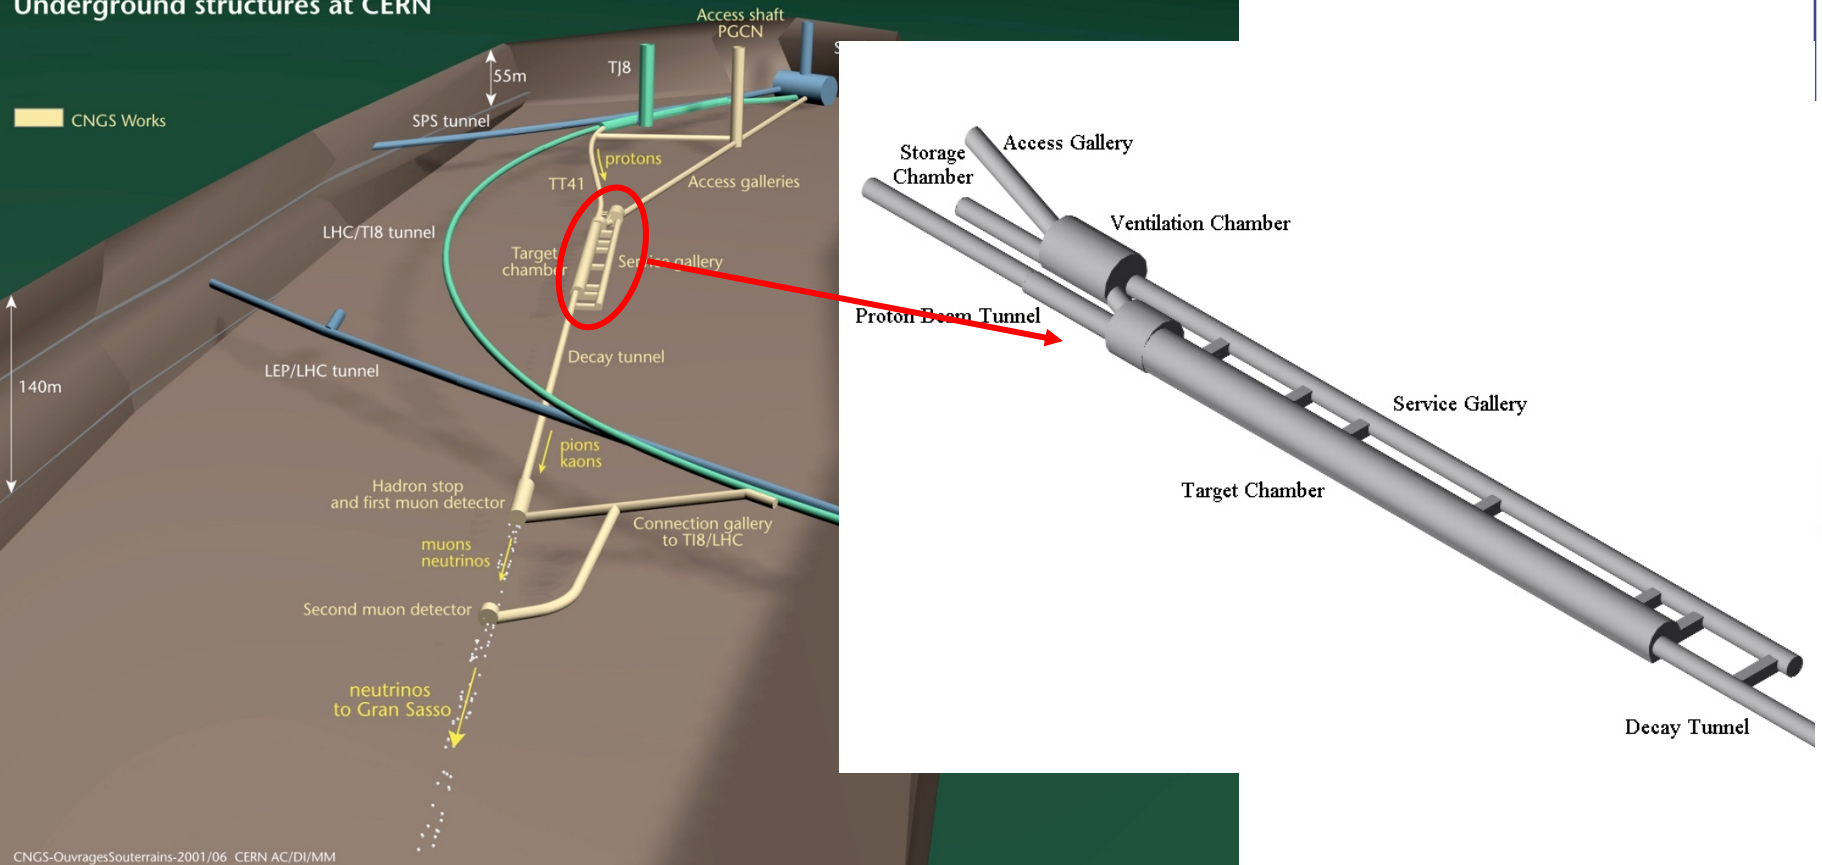 Underground structures at CERN
Access shaft
PGCN
55m
TJ8
CNGS Works
SPS tunnel
protons
TT41
Access galleries
LHC/TI8 tunnel
Target
chamber
Service gallery
Decay tunnel
LEP/LHC tunnel
140m
pions
kaons
Hadron stop
and first muon detector
Connection gallery
to TI8/LHC
muons
neutrinos
Second muon detector
neutrinos
to Gran Sasso
CNGS-OuvragesSouterrains-2001/06 CERN AC/DI/MM
Access Gallery
Storage
Chamber
Ventilation Chamber
Proton Beam Tunnel
Service Gallery
Target Chamber
Decay Tunnel